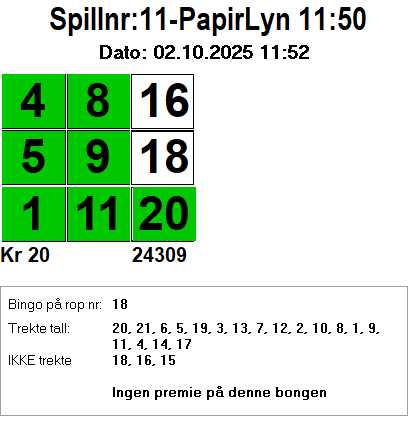 Spillnr:11-PapirLyn 11:50
Dato: 02.10.2025 11:52
4 8 16
5 9 18
1 11 20
Kr 20 24309
Bingo på rop nr: 18
Trekte tall: 20, 21, 6, 5, 19, 3, 13, 7, 12, 2, 10, 8, 1, 9,
11, 4, 14, 17
IKKE trekte 18, 16, 15
Ingen premie på denne bongen